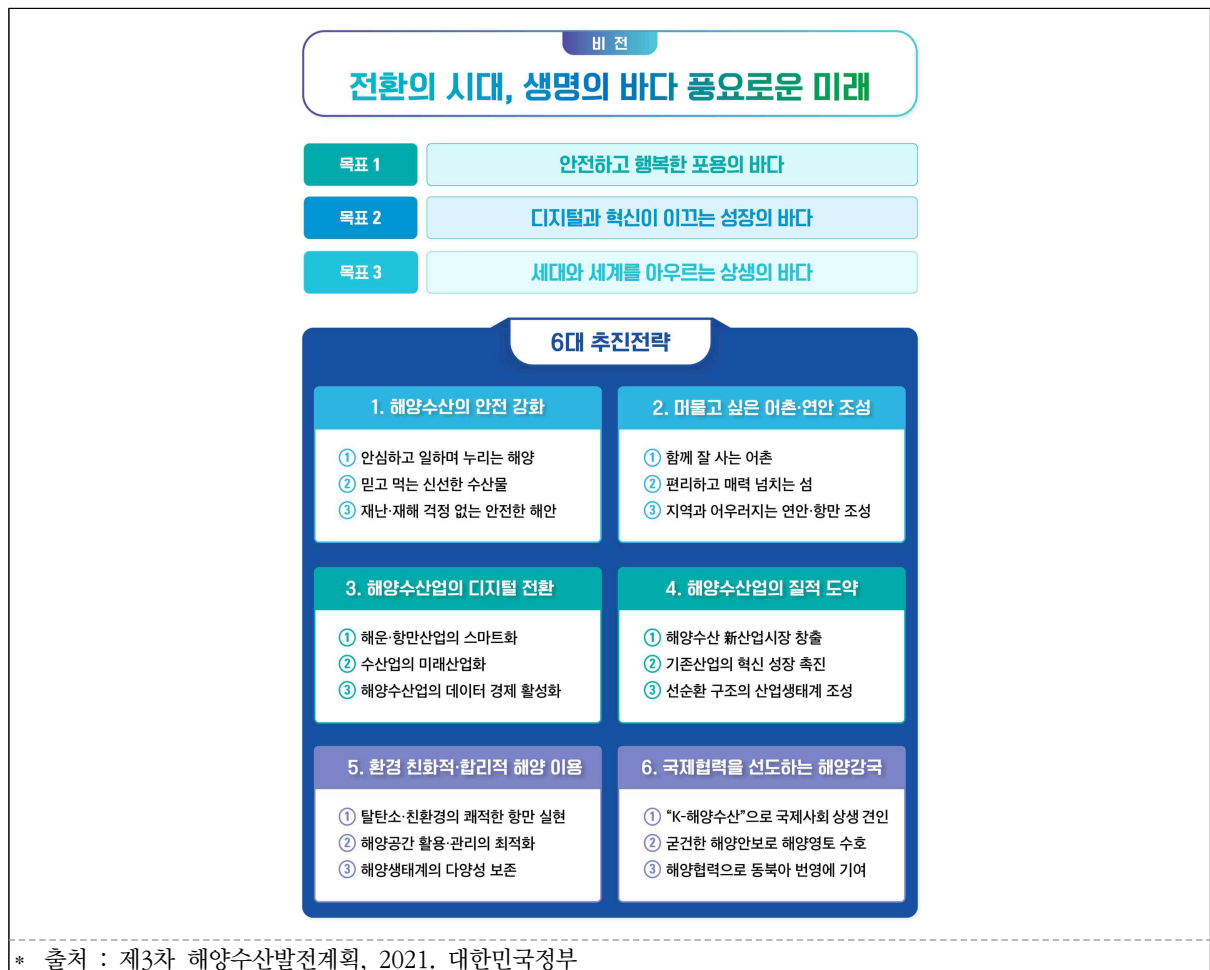 비 전
전환의 시대, 생명의 바다 풍요로운 미래
목표 1
안전하고 행복한 포용의 바다
목표 2
디지털과 혁신이 이끄는 성장의 바다
목표 3
세대와 세계를 아우르는 상생의 바다
6대 추진전략
1. 해양수산의 안전 강화
① 안심하고 일하며 누리는 해양
② 믿고 먹는 신선한 수산물
③ 재난·재해 걱정 없는 안전한 해안
2. 머물고 싶은 어촌·연안 조성
① 함께 잘 사는 어촌
② 편리하고 매력 넘치는 섬
③ 지역과 어우러지는 연안·항만 조성
3. 해양수산업의 디지털 전환
① 해운·항만산업의 스마트화
② 수산업의 미래산업화
③ 해양수산업의 데이터 경제 활성화
4. 해양수산업의 질적 도약
① 해양수산 新산업시장 창출
② 기존산업의 혁신 성장 촉진
③ 선순환 구조의 산업생태계 조성
5. 환경 친화적·합리적 해양 이용
① 탈탄소·친환경의 쾌적한 항만 실현
② 해양공간 활용·관리의 최적화
③ 해양생태계의 다양성 보존
6. 국제협력을 선도하는 해양강국
① “K-해양수산”으로 국제사회 상생 견인
② 굳건한 해양안보로 해양영토 수호
③ 해양협력으로 동북아 번영에 기여
* 출처 : 제3차 해양수산발전계획, 2021. 대한민국정부